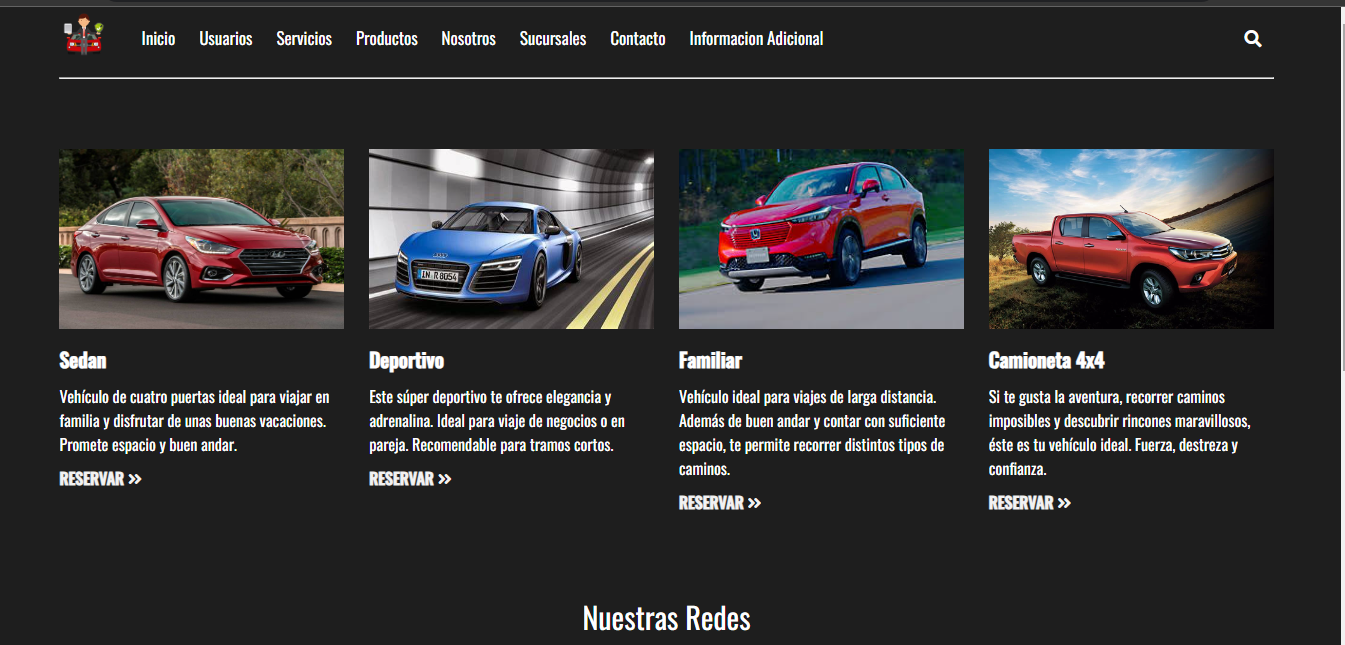 Inicio Usuarios Servicios Productos Nosotros Sucursales Contacto Informacion Adicional
IN R 8054
Sedan
Vehículo de cuatro puertas ideal para viajar en
familia y disfrutar de unas buenas vacaciones.
Promete espacio y buen andar.
RESERVAR »
Deportivo
Este súper deportivo te ofrece elegancia y
adrenalina. Ideal para viaje de negocios o en
pareja. Recomendable para tramos cortos.
RESERVAR »
Familiar
Vehículo ideal para viajes de larga distancia.
Además de buen andar y contar con suficiente
espacio, te permite recorrer distintos tipos de
caminos.
RESERVAR »
Camioneta 4x4
Si te gusta la aventura, recorrer caminos
imposibles y descubrir rincones maravillosos,
éste es tu vehículo ideal. Fuerza, destreza y
confianza.
RESERVAR »
Nuestras Redes